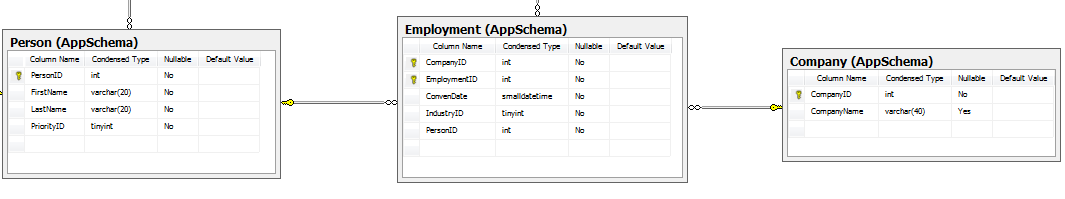 Person (AppSchema)
Column Name Condensed Type Nullable Default Value
PersonID int No
FirstName varchar(20) No
LastName varchar(20) No
PriorityID tinyint No
Employment (AppSchema)
Column Name Condensed Type Nullable Default Value
CompanyID int No
EmploymentID int No
ConvenDate smalldatetime No
IndustryID tinyint No
PersonID int No
Company (AppSchema)
Column Name Condensed Type Nullable Default Value
CompanyID int No
CompanyName varchar(40) Yes